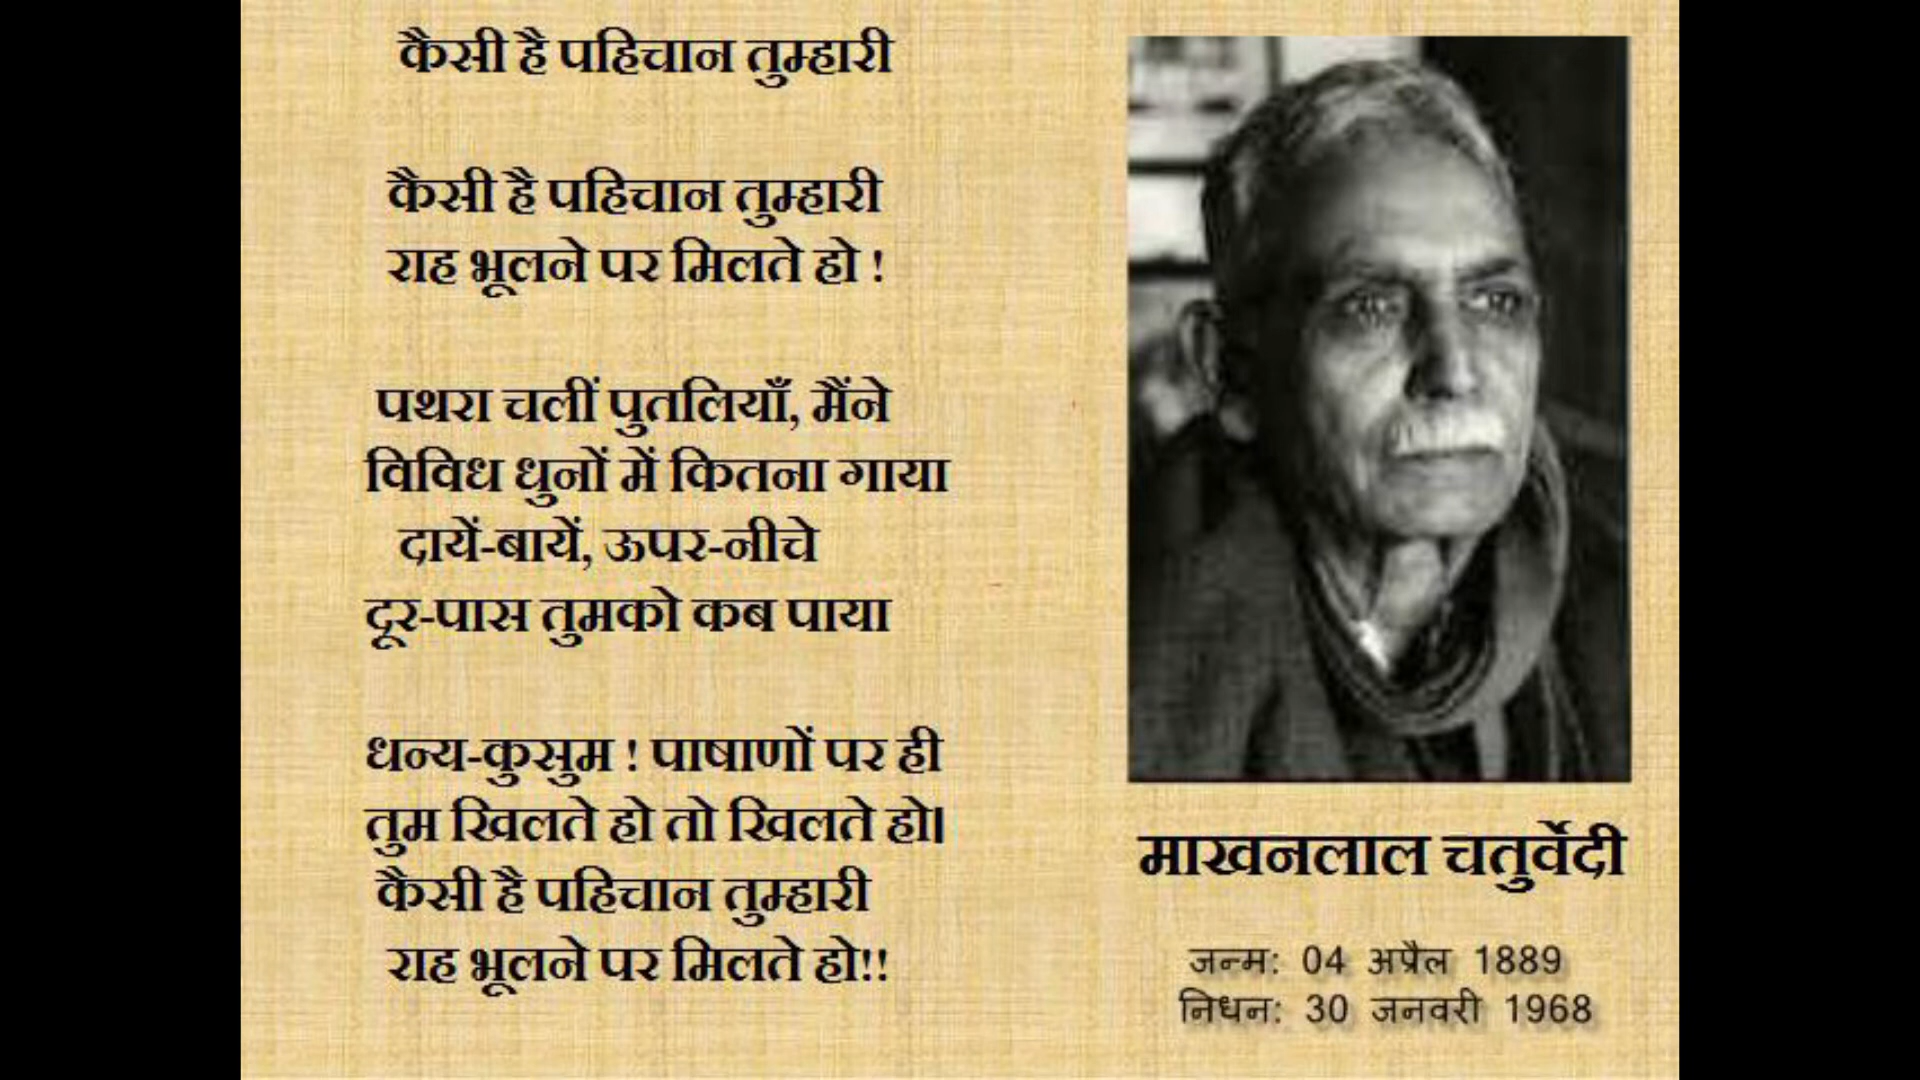 कैसी है पहिचान तुम्हारी
कैसी है पहिचान तुम्हारी
राह भूलने पर मिलते हो !
पथरा चलीं पुतलियाँ, मैंने
विविध धुनों में कितना गाया
दायें-बायें, ऊपर-नीचे
दूर-पास तुमको कब पाया
धन्य-कुसुम ! पाषाणों पर ही
तुम खिलते हो तो खिलते हो।
कैसी है पहिचान तुम्हारी
राह भूलने पर मिलते हो!!
माखनलाल चतुर्वेदी
जन्म: 04 अप्रैल 1889
निधन: 30 जनवरी 1968